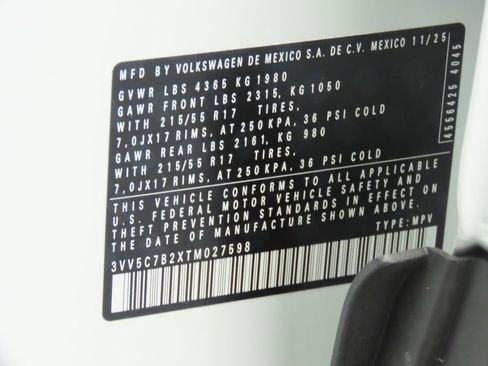 MFD BY VOLKSWAGEN DE MEXICO S.A. DE C.V. MEXICO 11/25
GVWR LBS 4365 KG 1980
GAWR FRONT LBS 2315, KG 1050
WITH 215/55 R17 TIRES,
7,0JX17 RIMS, AT 250 KPA, 36 PSI COLD
GAWR REAR LBS 2161, KG 980
WITH 215/55 R17 TIRES,
7,0JX17 RIMS, AT 250 KPA, 36 PSI COLD
THIS VEHICLE CONFORMS TO ALL APPLICABLE
U.S. FEDERAL MOTOR VEHICLE SAFETY AND
THEFT PREVENTION STANDARDS IN EFFECT ON
THE DATE OF MANUFACTURE SHOWN ABOVE.
3VV5C7B2XTM027598 TYPE: MPV
4556425 4045